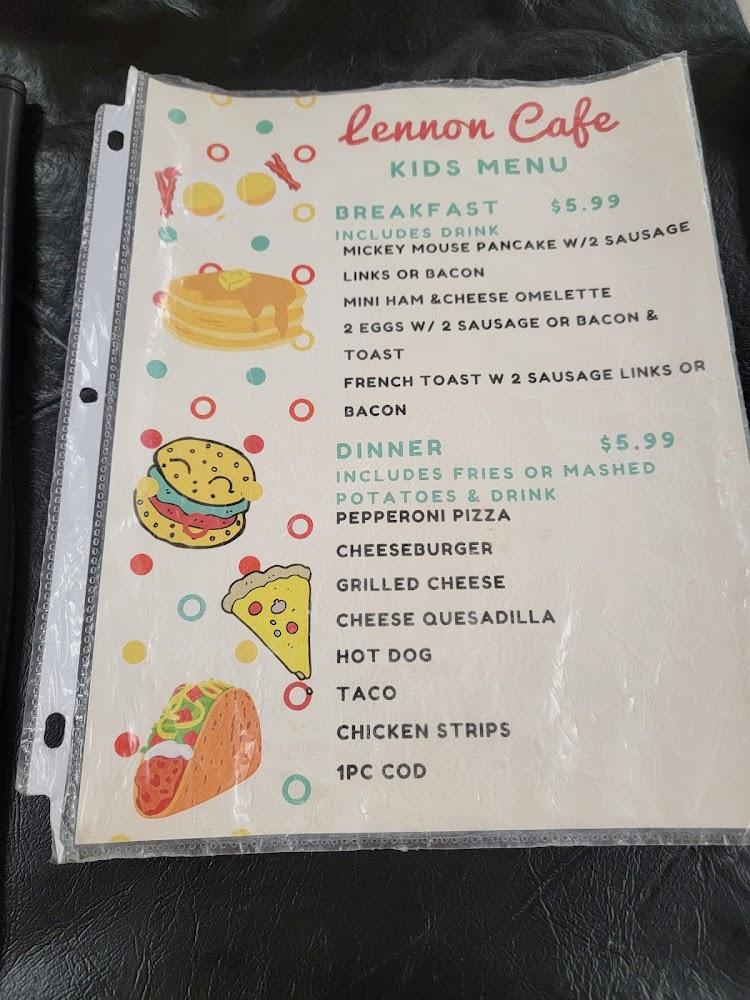 Lennon Cafe
KIDS MENU
BREAKFAST $5.99
INCLUDES DRINK
MICKEY MOUSE PANCAKE W/2 SAUSAGE
LINKS OR BACON
MINI HAM &CHEESE OMELETTE
2 EGGS W/ 2 SAUSAGE OR BACON &
TOAST
FRENCH TOAST W 2 SAUSAGE LINKS OR
BACON
DINNER $5.99
INCLUDES FRIES OR MASHED
POTATOES & DRINK
PEPPERONI PIZZA
CHEESEBURGER
GRILLED CHEESE
CHEESE QUESADILLA
HOT DOG
TACO
CHICKEN STRIPS
1PC COD